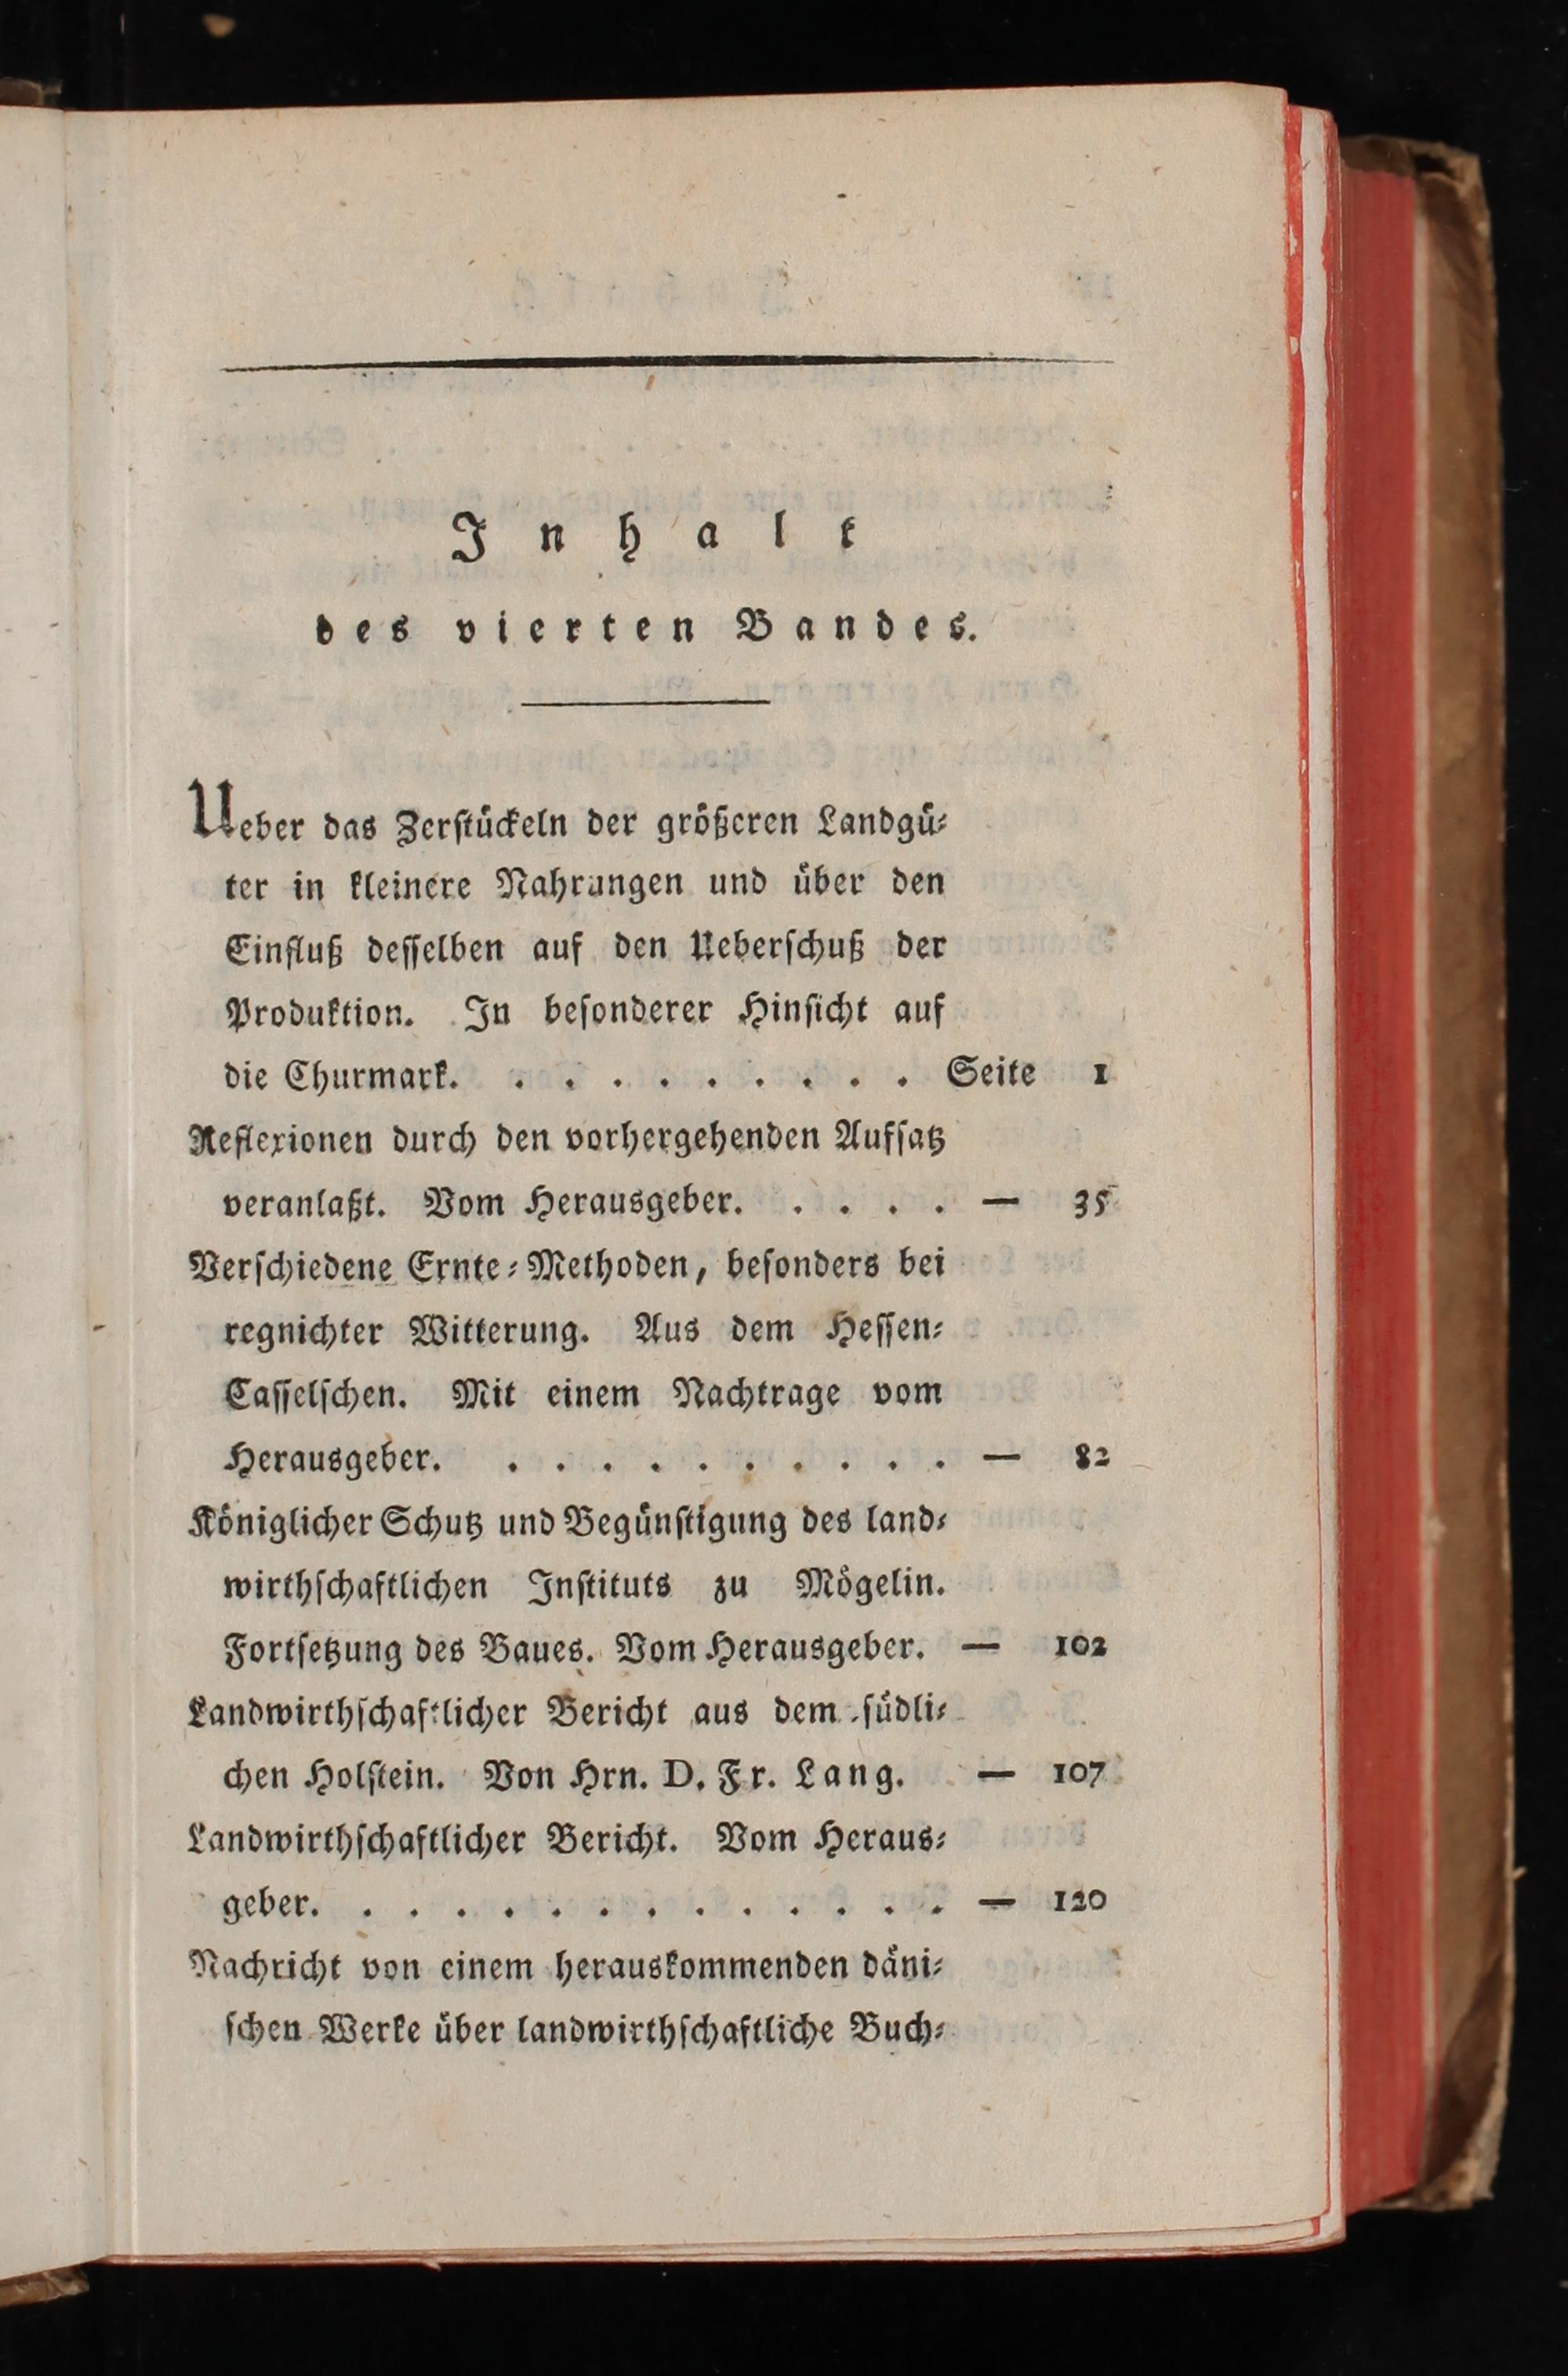 Inhalt
des vierten Bandes.
Ueber das Zerstückeln der größeren Landgü-
ter in kleinere Nahrungen und über den
Einfluß desselben auf den Ueberschuß der
Produktion. In besonderer Hinsicht auf
die Churmark. . . . . . . . . . Seite 1
Reflexionen durch den vorhergehenden Aufsatz
veranlaßt. Vom Herausgeber. . . . . — 35
Verschiedene Ernte-Methoden, besonders bei
regnichter Witterung. Aus dem Hessen-
Casselschen. Mit einem Nachtrage vom
Herausgeber. . . . . . . . . . . — 82
Königlicher Schutz und Begünstigung des land-
wirthschaftlichen Instituts zu Mögelin.
Fortsetzung des Baues. Vom Herausgeber. — 102
Landwirthschaftlicher Bericht aus dem südli-
chen Holstein. Von Hrn. D. Fr. Lang. — 107
Landwirthschaftlicher Bericht. Vom Heraus-
geber. . . . . . . . . . . . . . — 120
Nachricht von einem herauskommenden däni-
schen Werke über landwirthschaftliche Buch-